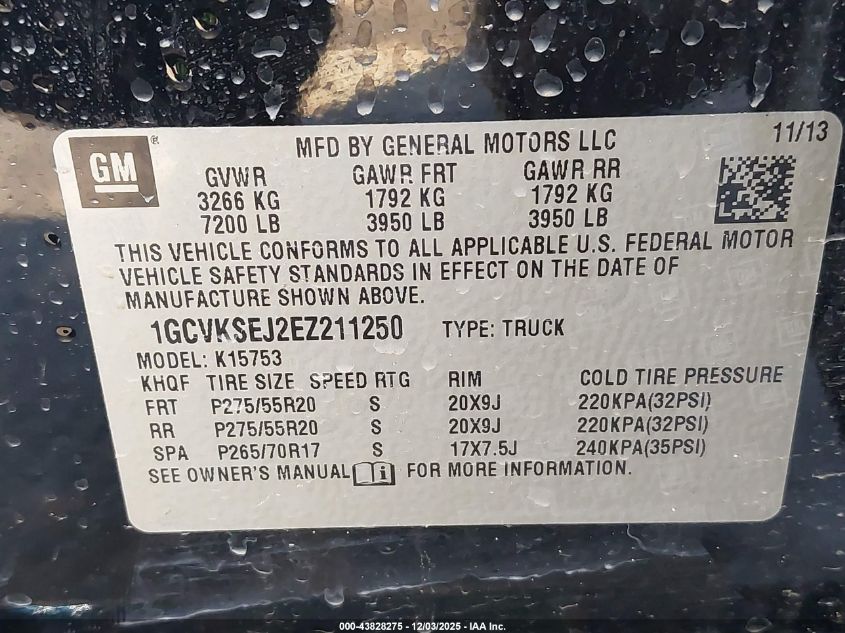 GM ®
MFD BY GENERAL MOTORS LLC 11/13
GVWR GAWR FRT GAWR RR
3266 KG 1792 KG 1792 KG
7200 LB 3950 LB 3950 LB
THIS VEHICLE CONFORMS TO ALL APPLICABLE U.S. FEDERAL MOTOR
VEHICLE SAFETY STANDARDS IN EFFECT ON THE DATE OF
MANUFACTURE SHOWN ABOVE.
1GCVKSEJ2EZ211250 TYPE: TRUCK
MODEL: K15753
KHQF TIRE SIZE SPEED RTG RIM COLD TIRE PRESSURE
FRT P275/55R20 S 20X9J 220KPA(32PSI)
RR P275/55R20 S 20X9J 220KPA(32PSI)
SPA P265/70R17 S 17X7.5J 240KPA(35PSI)
SEE OWNER'S MANUAL i FOR MORE INFORMATION.
000-43828275 - 12/03/2025 - IAA Inc.